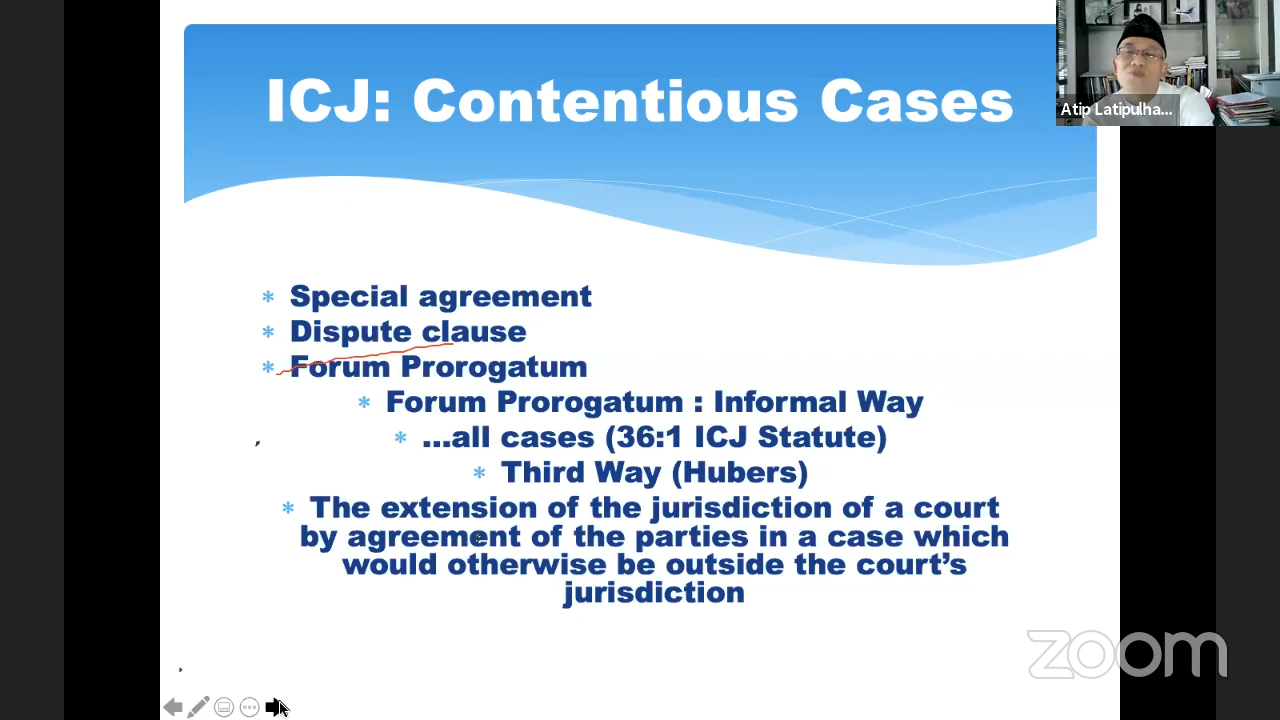 ICJ: Contentious Cases
Atip Latipulha...
* Special agreement
* Dispute clause
* Forum Prorogatum
* Forum Prorogatum : Informal Way
* ...all cases (36:1 ICJ Statute)
* Third Way (Hubers)
* The extension of the jurisdiction of a court
by agreement of the parties in a case which
would otherwise be outside the court’s
jurisdiction
zoom